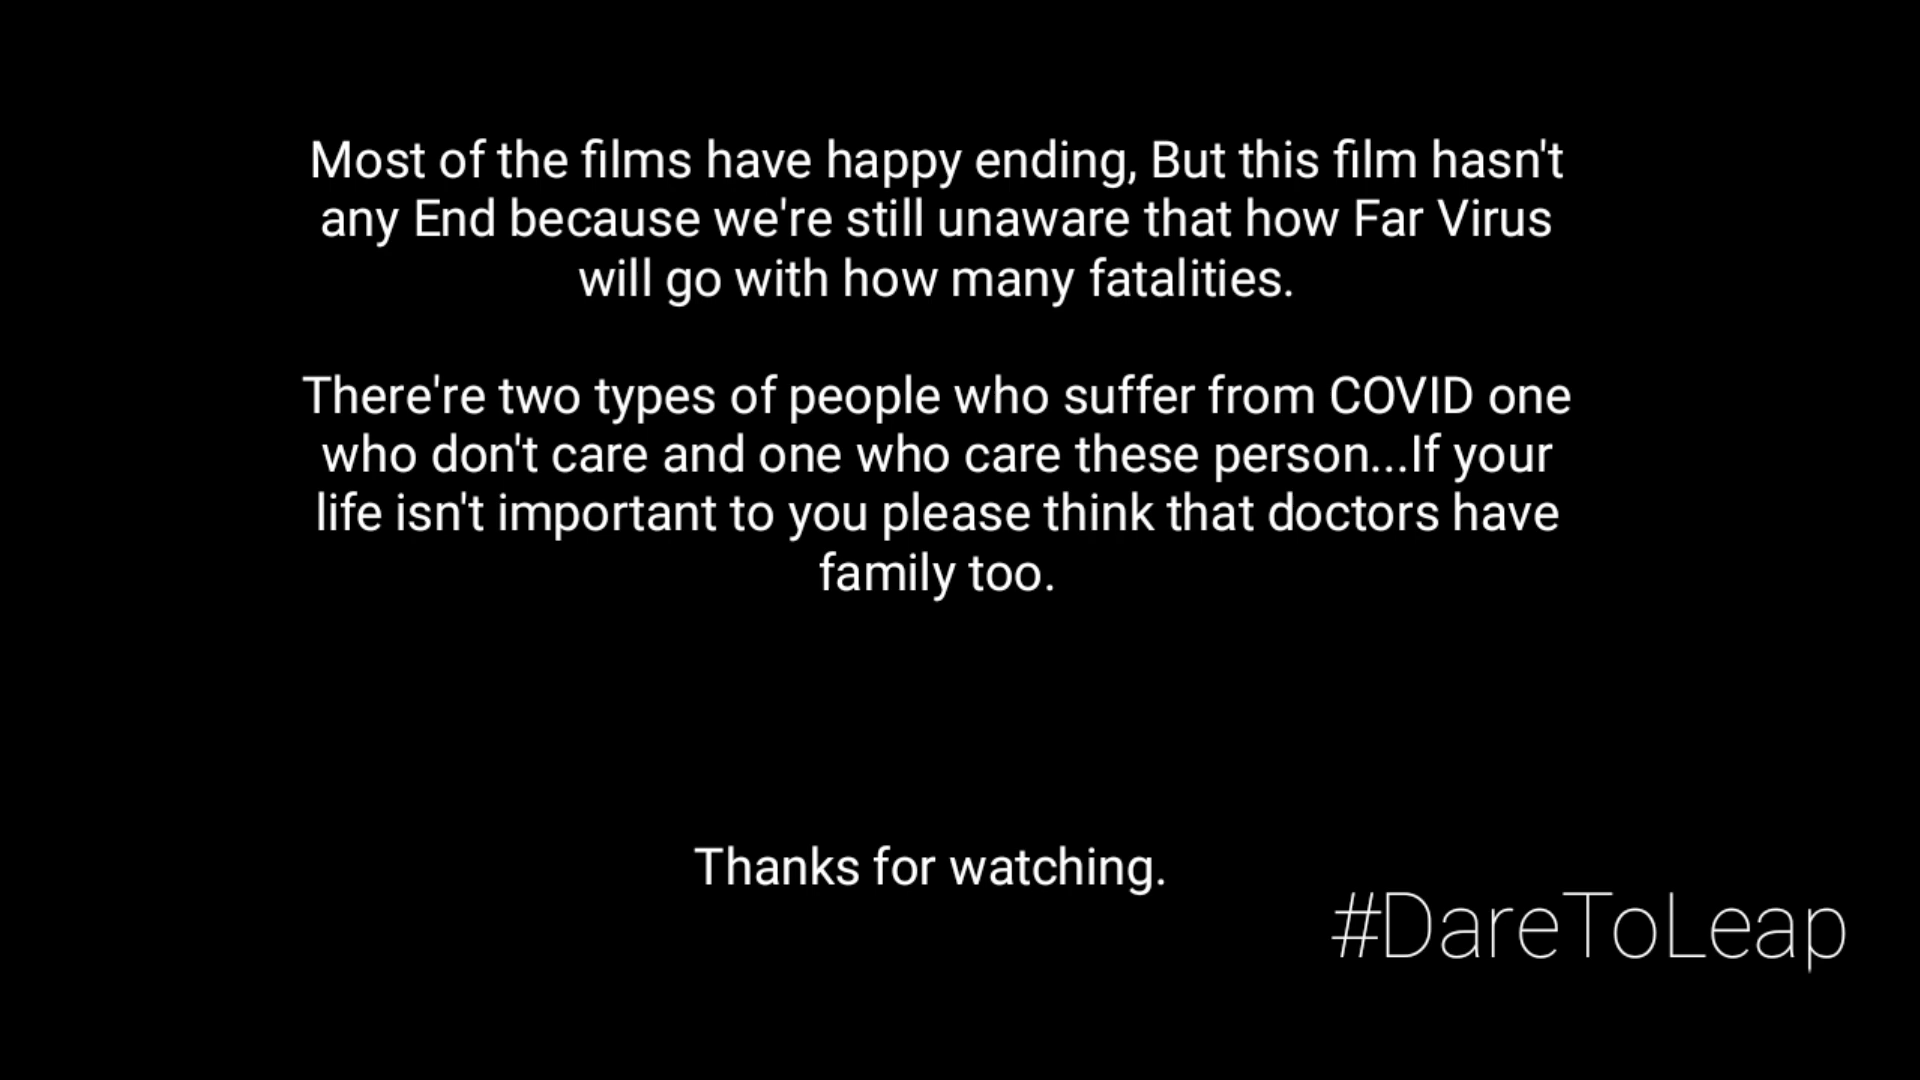 Most of the films have happy ending, But this film hasn't
any End because we're still unaware that how Far Virus
will go with how many fatalities.
There're two types of people who suffer from COVID one
who don't care and one who care these person...If your
life isn't important to you please think that doctors have
family too.
Thanks for watching.
#DareToLeap